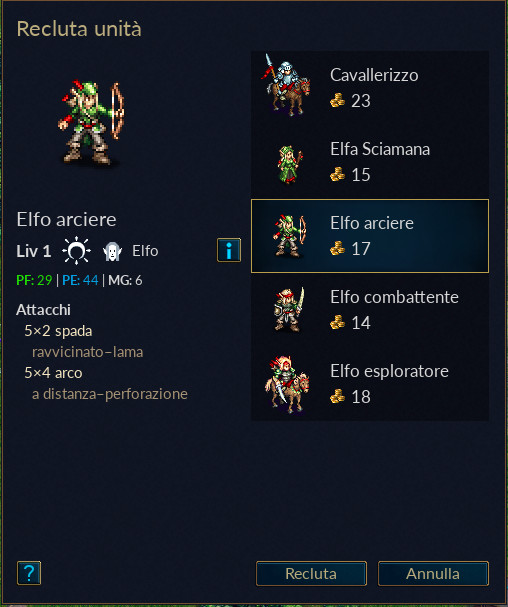 Recluta unità
Elfo arciere
Liv 1 Elfo
PF: 29 | PE: 44 | MG: 6
Attacchi
5×2 spada
ravvicinato–lama
5×4 arco
a distanza–perforazione
Cavallerizzo
23
Elfa Sciamana
15
Elfo arciere
17
Elfo combattente
14
Elfo esploratore
18
?
Recluta
Annulla